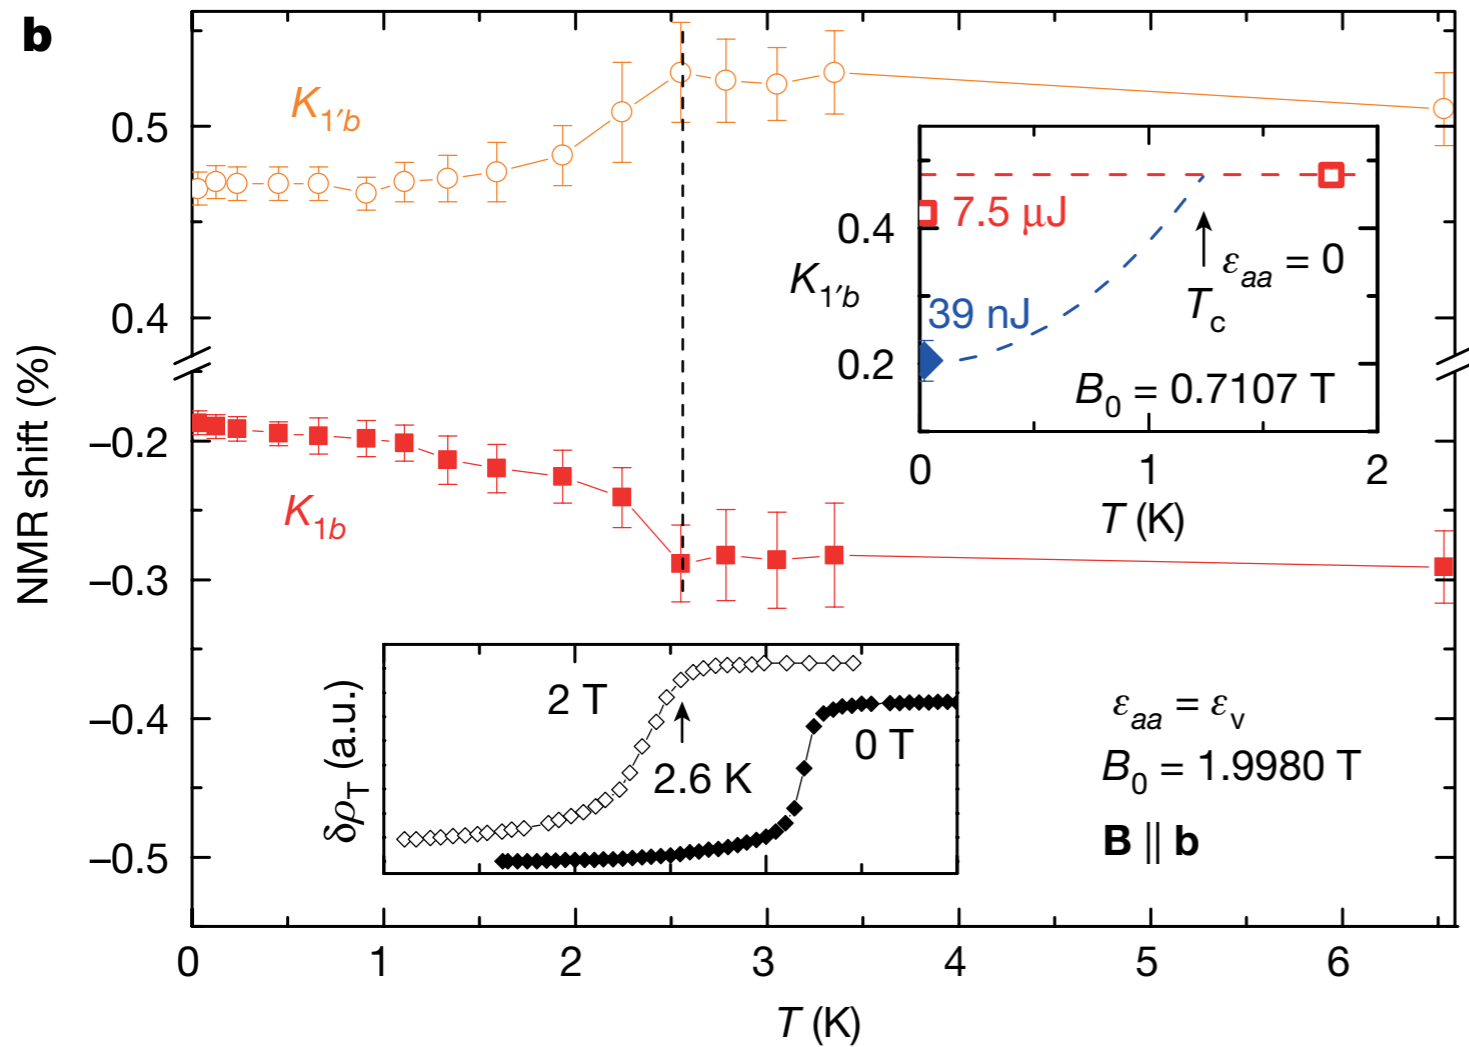 b
NMR shift (%)
0.5
0.4
−0.2
−0.3
−0.4
−0.5
K1′b
K1b
0 1 2 3 4 5 6
T (K)
K1′b
0.4
0.2
7.5 μJ
39 nJ
εaa = 0
Tc
B0 = 0.7107 T
0 1 2
T (K)
δρT (a.u.)
2 T
2.6 K
0 T
εaa = εv
B0 = 1.9980 T
B || b